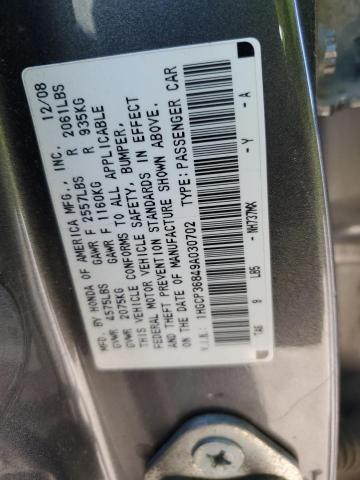 MFD. BY HONDA OF AMERICA MFG., INC. 12/08
GVWR 4575LBS GAWR F 2557LBS R 2061LBS
GVWR 2075KG GAWR F 1160KG R 935KG
THIS VEHICLE CONFORMS TO ALL APPLICABLE
FEDERAL MOTOR VEHICLE SAFETY, BUMPER,
AND THEFT PREVENTION STANDARDS IN EFFECT
ON THE DATE OF MANUFACTURE SHOWN ABOVE.
V.I.N.: 1HGCP36849A030702 TYPE: PASSENGER CAR
TAS 9 LBS - NH737MX - Y - A